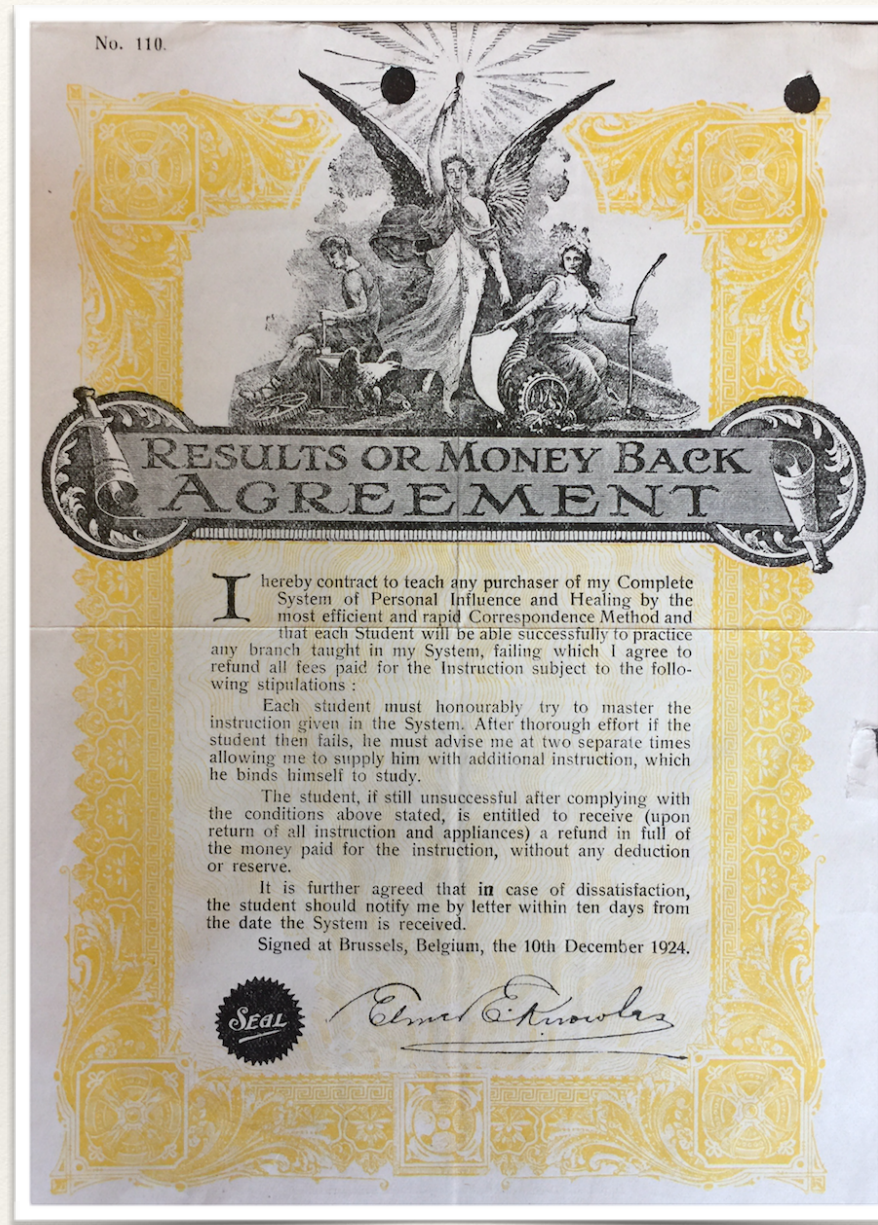 No. 110.
RESULTS OR MONEY BACK
AGREEMENT
I hereby contract to teach any purchaser of my Complete
System of Personal Influence and Healing by the
most efficient and rapid Correspondence Method and
that each Student will be able successfully to practice
any branch taught in my System, failing which I agree to
refund all fees paid for the Instruction subject to the follo-
wing stipulations :
Each student must honourably try to master the
instruction given in the System. After thorough effort if the
student then fails, he must advise me at two separate times
allowing me to supply him with additional instruction, which
he binds himself to study.
The student, if still unsuccessful after complying with
the conditions above stated, is entitled to receive (upon
return of all instruction and appliances) a refund in full of
the money paid for the instruction, without any deduction
or reserve.
It is further agreed that in case of dissatisfaction,
the student should notify me by letter within ten days from
the date the System is received.
Signed at Brussels, Belgium, the 10th December 1924.
SEAL
Elmer E. Knowles